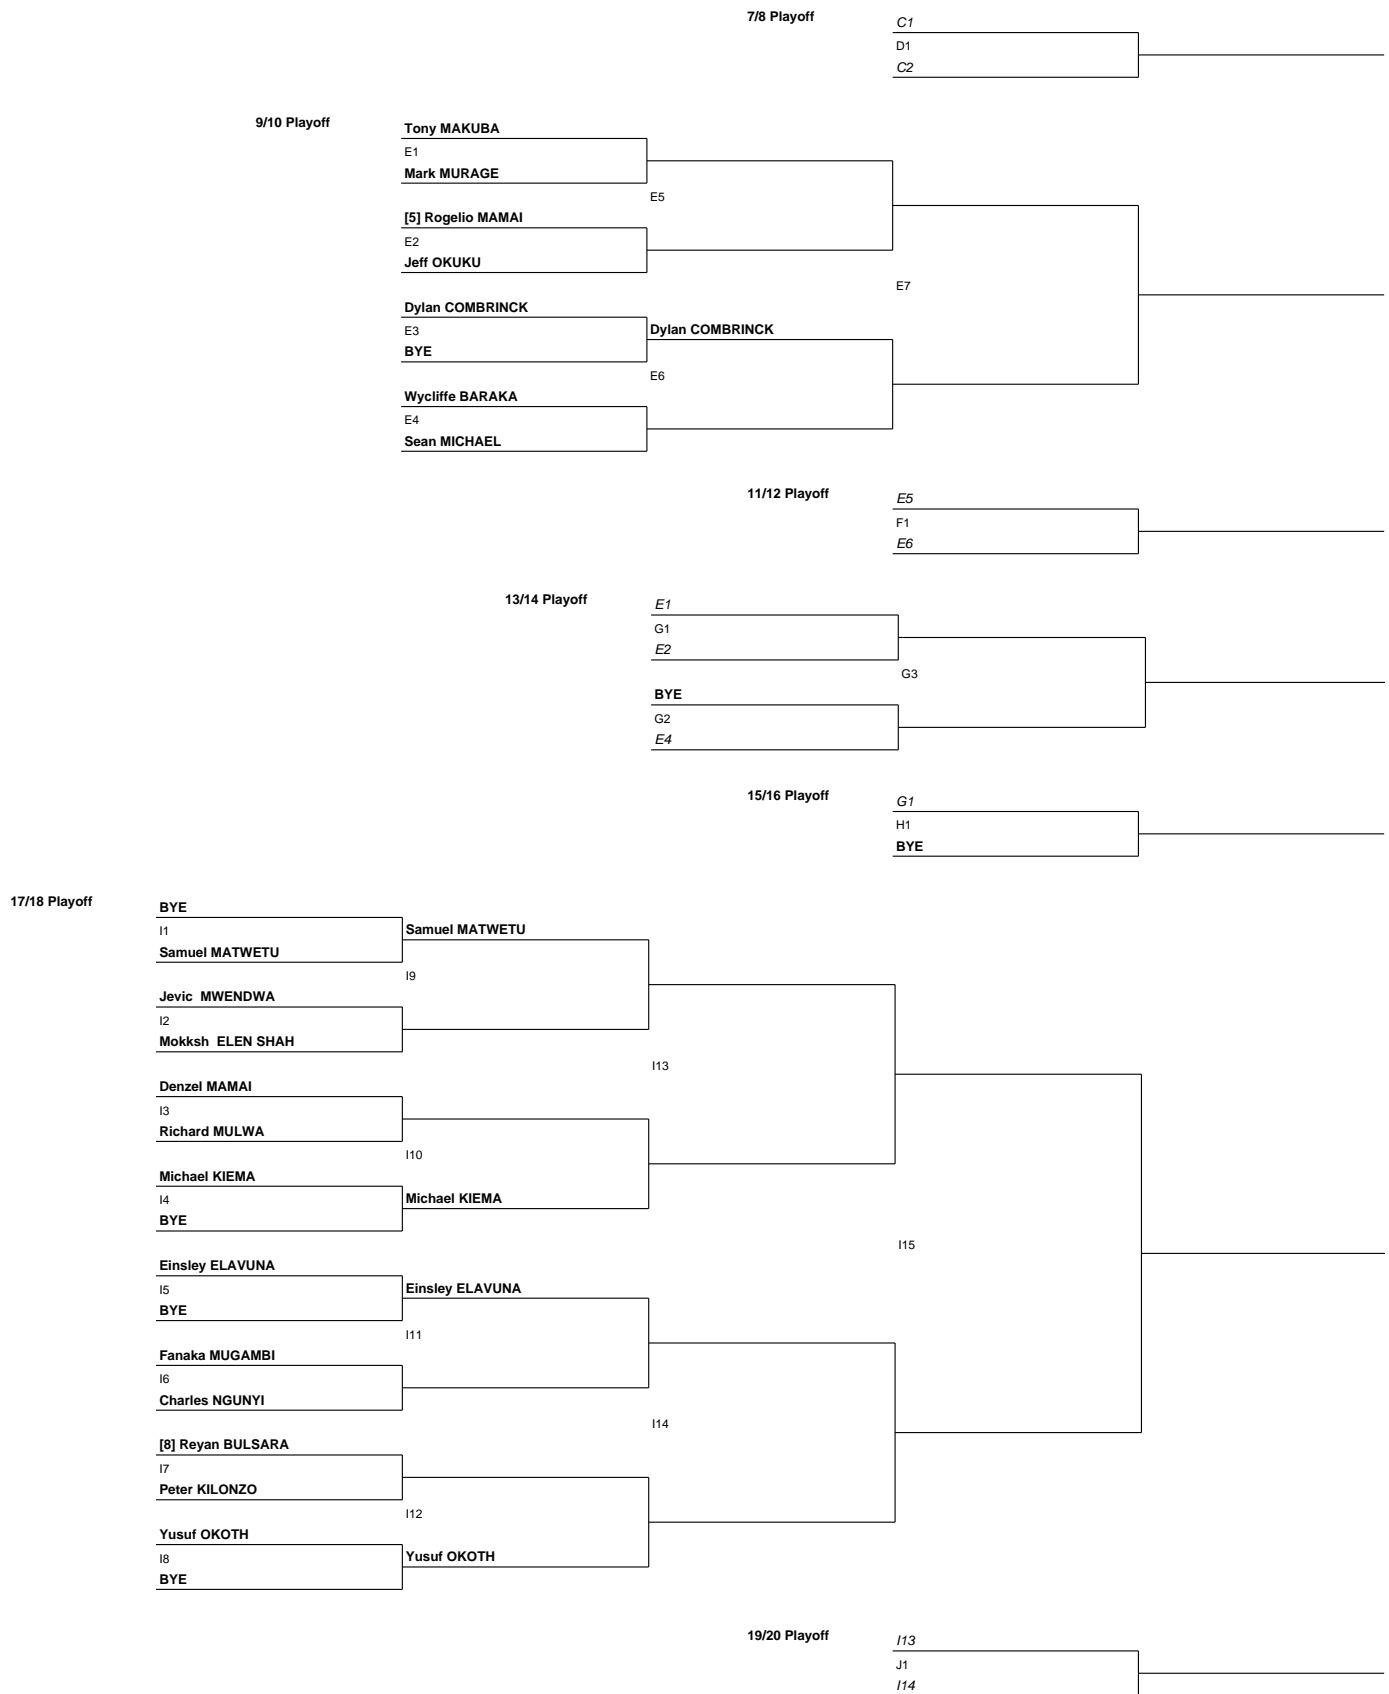 7/8 Playoff
C1
D1
C2
9/10 Playoff
Tony MAKUBA
E1
Mark MURAGE
E5
[5] Rogelio MAMAI
E2
Jeff OKUKU
E7
Dylan COMBRINCK
E3
Dylan COMBRINCK
BYE
E6
Wycliffe BARAKA
E4
Sean MICHAEL
11/12 Playoff
E5
F1
E6
13/14 Playoff
E1
G1
E2
G3
BYE
G2
E4
15/16 Playoff
G1
H1
BYE
17/18 Playoff
BYE
I1
Samuel MATWETU
Samuel MATWETU
I9
Jevic  MWENDWA
I2
Mokksh  ELEN SHAH
I13
Denzel MAMAI
I3
Richard MULWA
I10
Michael KIEMA
I4
Michael KIEMA
BYE
I15
Einsley ELAVUNA
I5
Einsley ELAVUNA
BYE
I11
Fanaka MUGAMBI
I6
Charles NGUNYI
I14
[8] Reyan BULSARA
I7
Peter KILONZO
I12
Yusuf OKOTH
I8
Yusuf OKOTH
BYE
19/20 Playoff
I13
J1
I14